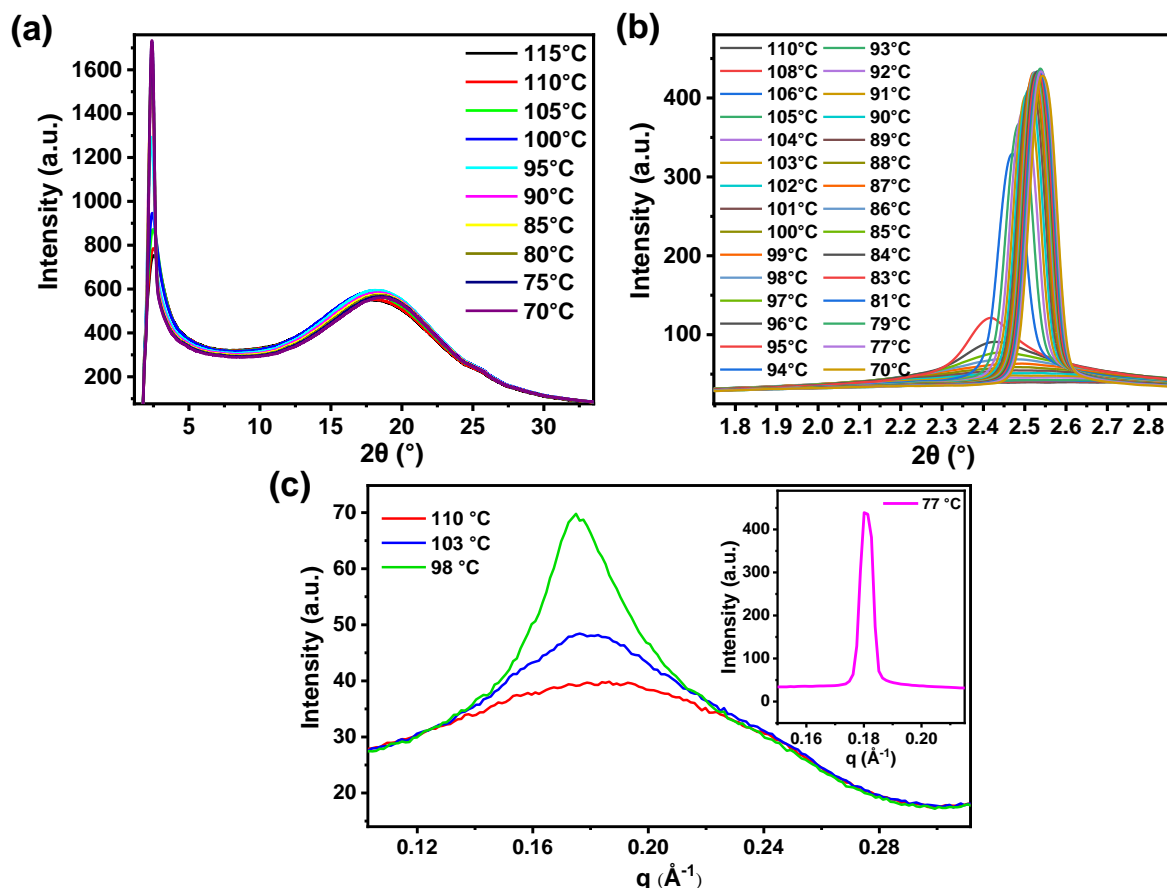 (a)
Intensity (a.u.)
1600
1400
1200
1000
800
600
400
200
5
10
15
20
25
30
2θ (°)
115°C
110°C
105°C
100°C
95°C
90°C
85°C
80°C
75°C
70°C
(b)
Intensity (a.u.)
400
300
200
100
1.8
1.9
2.0
2.1
2.2
2.3
2.4
2.5
2.6
2.7
2.8
2θ (°)
110°C
108°C
106°C
105°C
104°C
103°C
102°C
101°C
100°C
99°C
98°C
97°C
96°C
95°C
94°C
93°C
92°C
91°C
90°C
89°C
88°C
87°C
86°C
85°C
84°C
83°C
81°C
79°C
77°C
70°C
(c)
Intensity (a.u.)
70
60
50
40
30
20
0.12
0.16
0.20
0.24
0.28
q (Å⁻¹)
110 °C
103 °C
98 °C
77 °C
Intensity (a.u.)
400
300
200
100
0
0.16
0.18
0.20
q (Å⁻¹)